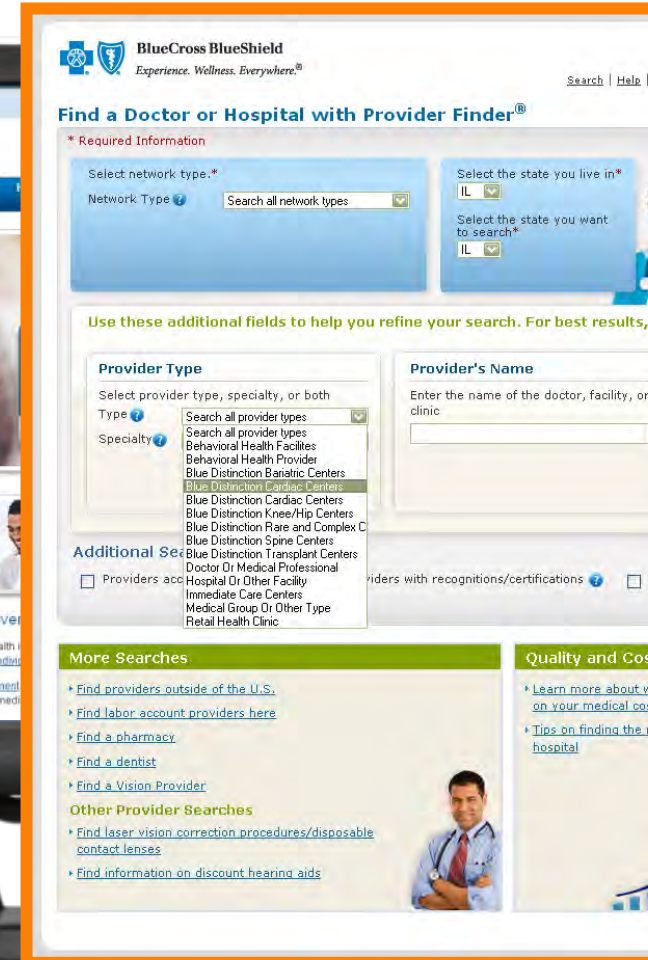 BlueCross BlueShield
Experience. Wellness. Everywhere.®
Search | Help |
Find a Doctor or Hospital with Provider Finder®
* Required Information
Select network type.*
Network Type ? Search all network types
Select the state you live in*
IL
Select the state you want
to search*
IL
Use these additional fields to help you refine your search. For best results,
Provider Type
Select provider type, specialty, or both
Type ? Search all provider types
Specialty ?
Search all provider types
Behavioral Health Facilites
Behavioral Health Provider
Blue Distinction Bariatric Centers
Blue Distinction Cardiac Centers
Blue Distinction Cardiac Centers
Blue Distinction Knee/Hip Centers
Blue Distinction Rare and Complex C
Blue Distinction Spine Centers
Blue Distinction Transplant Centers
Doctor Or Medical Professional
Hospital Or Other Facility
Immediate Care Centers
Medical Group Or Other Type
Retail Health Clinic
Provider's Name
Enter the name of the doctor, facility, or
clinic
Additional Sea
Providers acc
viders with recognitions/certifications ?
More Searches
Find providers outside of the U.S.
Find labor account providers here
Find a pharmacy
Find a dentist
Find a Vision Provider
Other Provider Searches
Find laser vision correction procedures/disposable
contact lenses
Find information on discount hearing aids
Quality and Cos
Learn more about w
on your medical cos
Tips on finding the
hospital